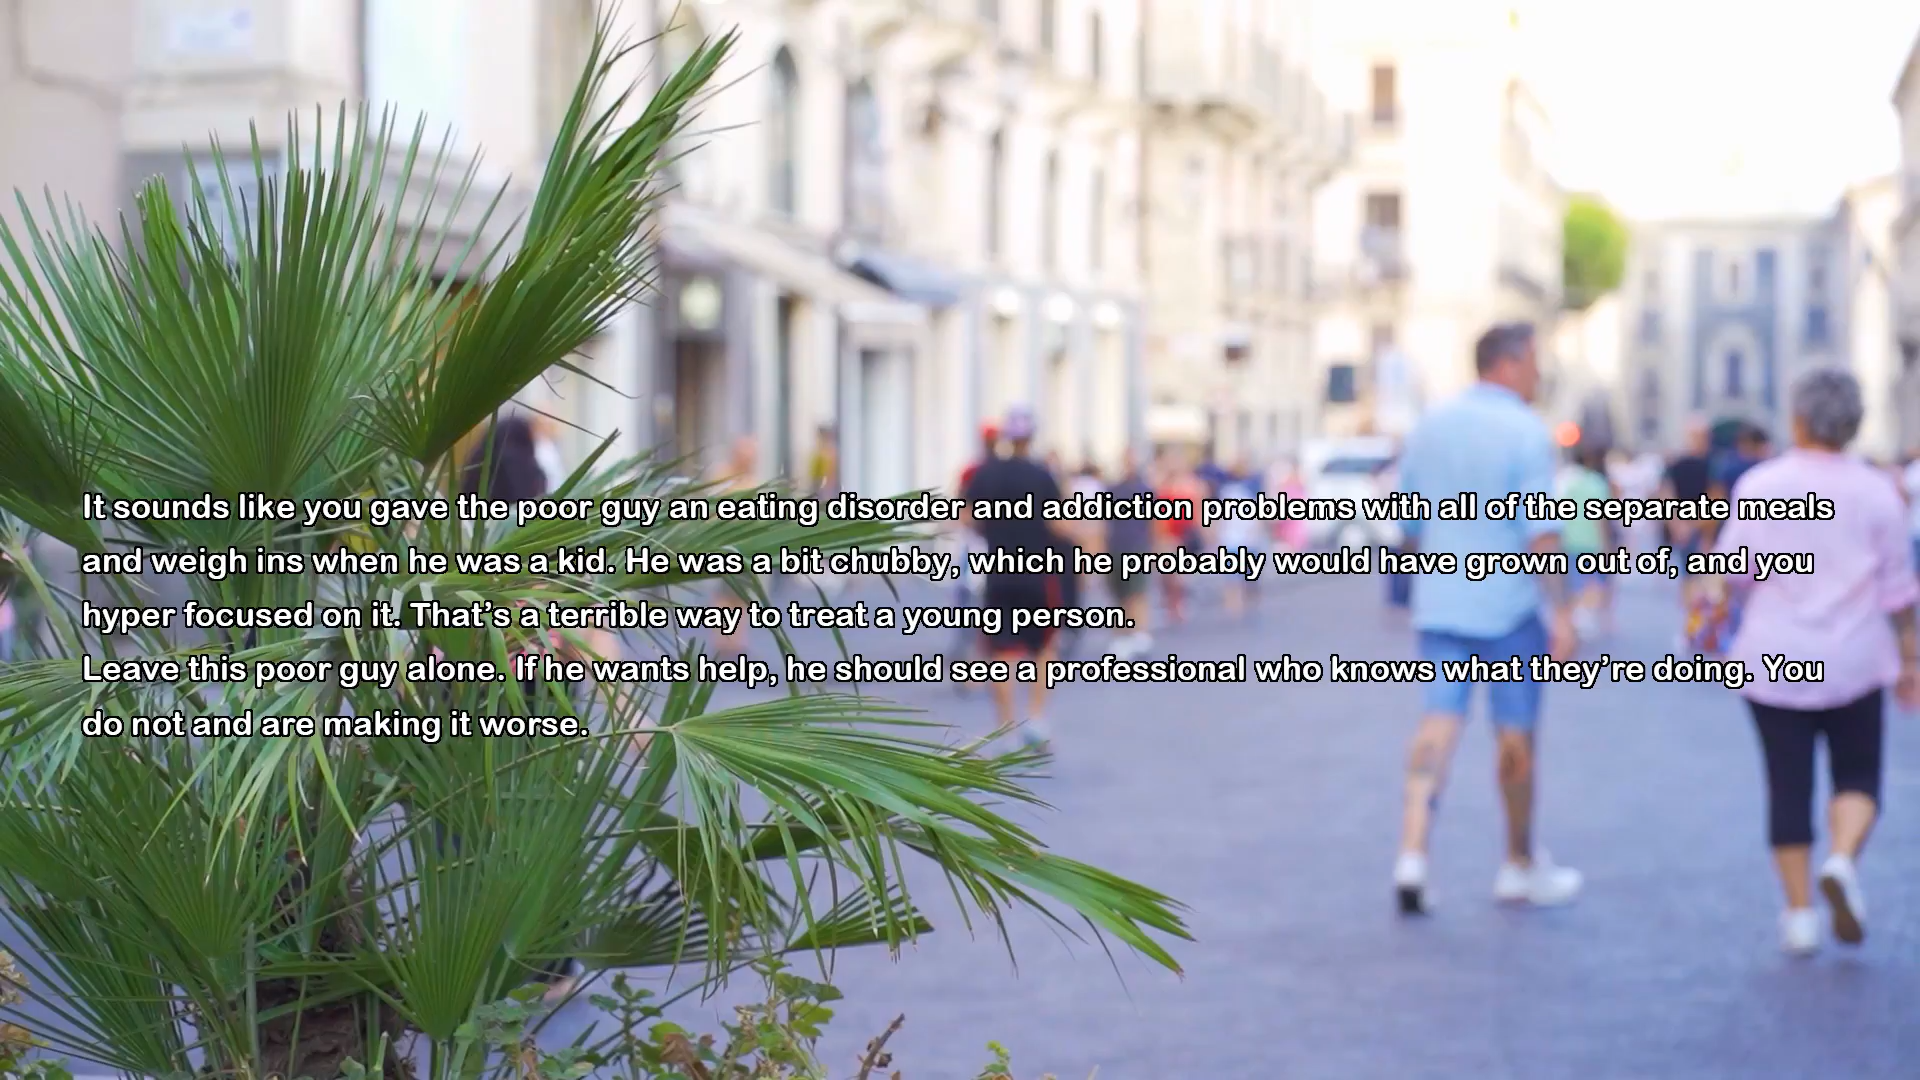 It sounds like you gave the poor guy an eating disorder and addiction problems with all of the separate meals
and weigh ins when he was a kid. He was a bit chubby, which he probably would have grown out of, and you
hyper focused on it. That’s a terrible way to treat a young person.
Leave this poor guy alone. If he wants help, he should see a professional who knows what they’re doing. You
do not and are making it worse.